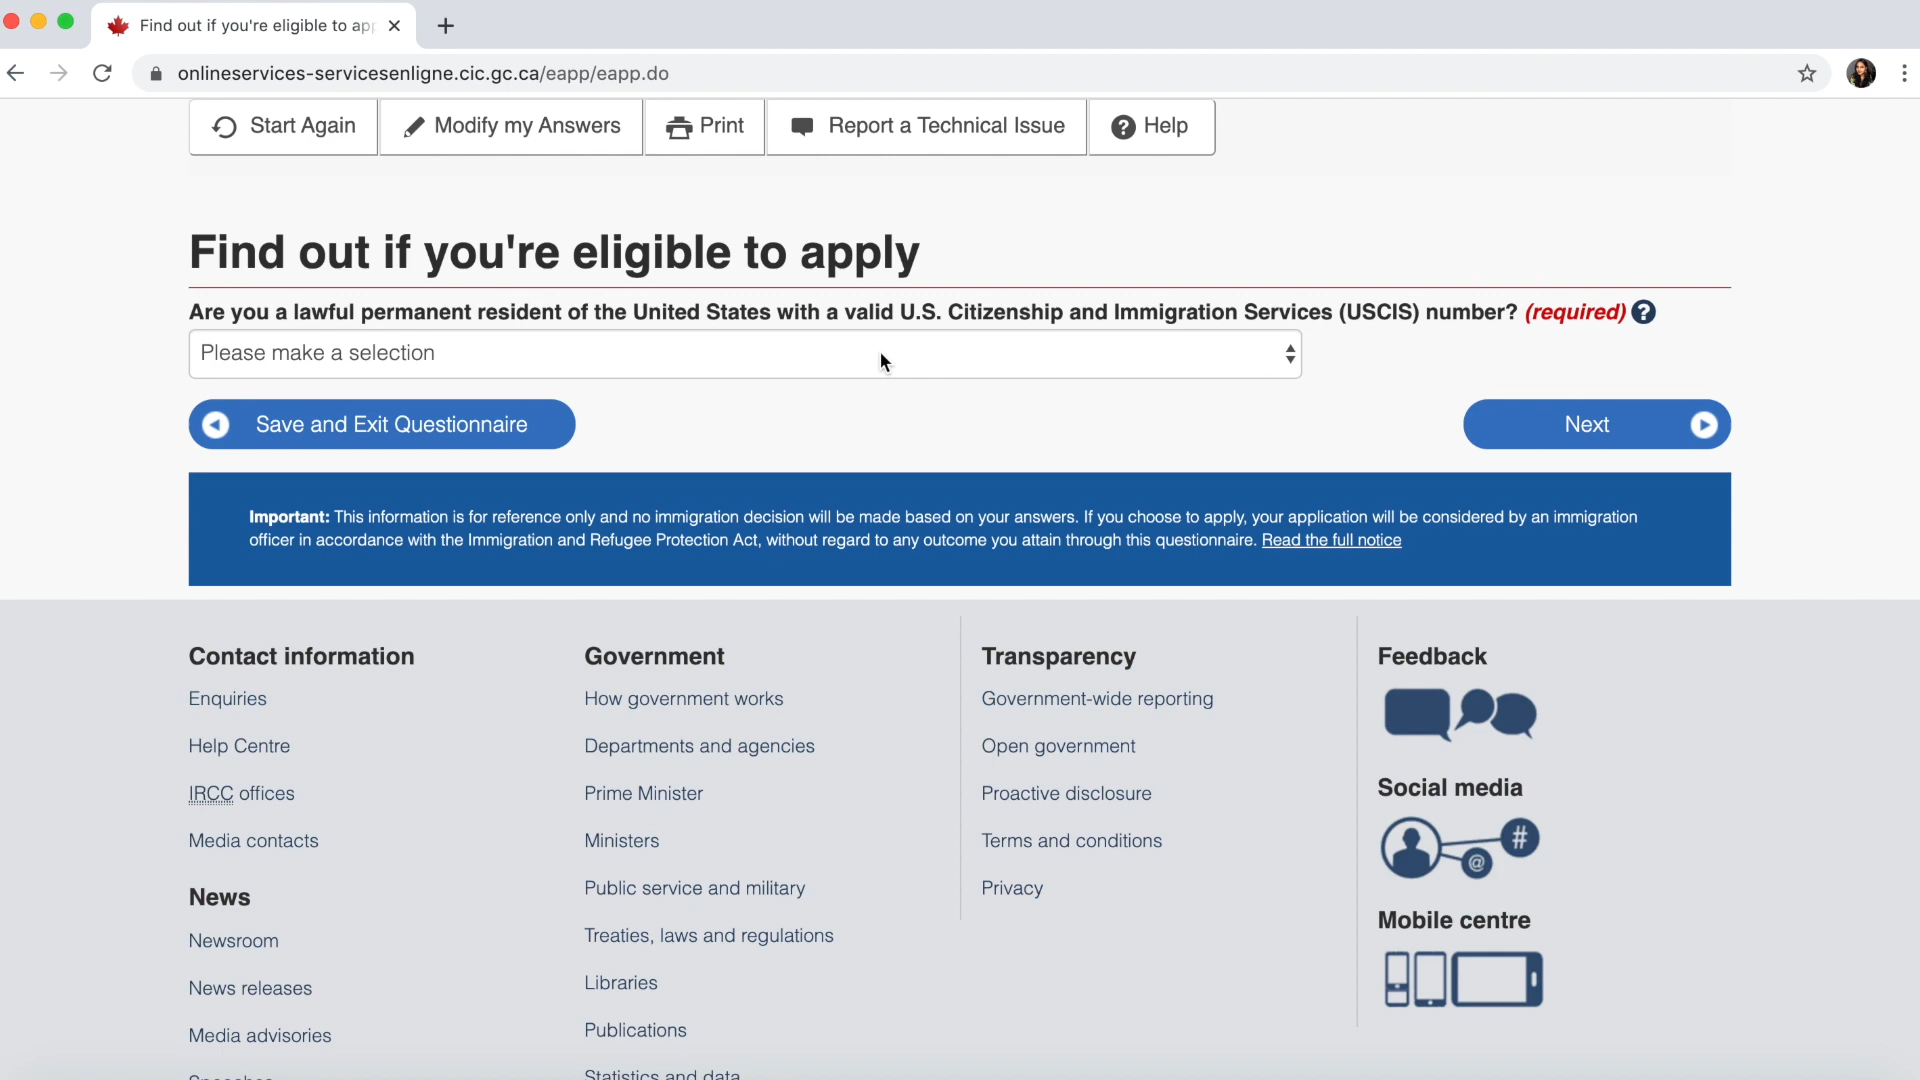 Find out if you're eligible to app
onlineservices-servicesenligne.cic.gc.ca/eapp/eapp.do
Start Again
Modify my Answers
Print
Report a Technical Issue
Help
Find out if you're eligible to apply
Are you a lawful permanent resident of the United States with a valid U.S. Citizenship and Immigration Services (USCIS) number? (required)
Please make a selection
Save and Exit Questionnaire
Next
Important: This information is for reference only and no immigration decision will be made based on your answers. If you choose to apply, your application will be considered by an immigration
officer in accordance with the Immigration and Refugee Protection Act, without regard to any outcome you attain through this questionnaire. Read the full notice
Contact information
Enquiries
Help Centre
IRCC offices
Media contacts
News
Newsroom
News releases
Media advisories
Government
How government works
Departments and agencies
Prime Minister
Ministers
Public service and military
Treaties, laws and regulations
Libraries
Publications
Statistics and data
Transparency
Government-wide reporting
Open government
Proactive disclosure
Terms and conditions
Privacy
Feedback
Social media
# @
Mobile centre